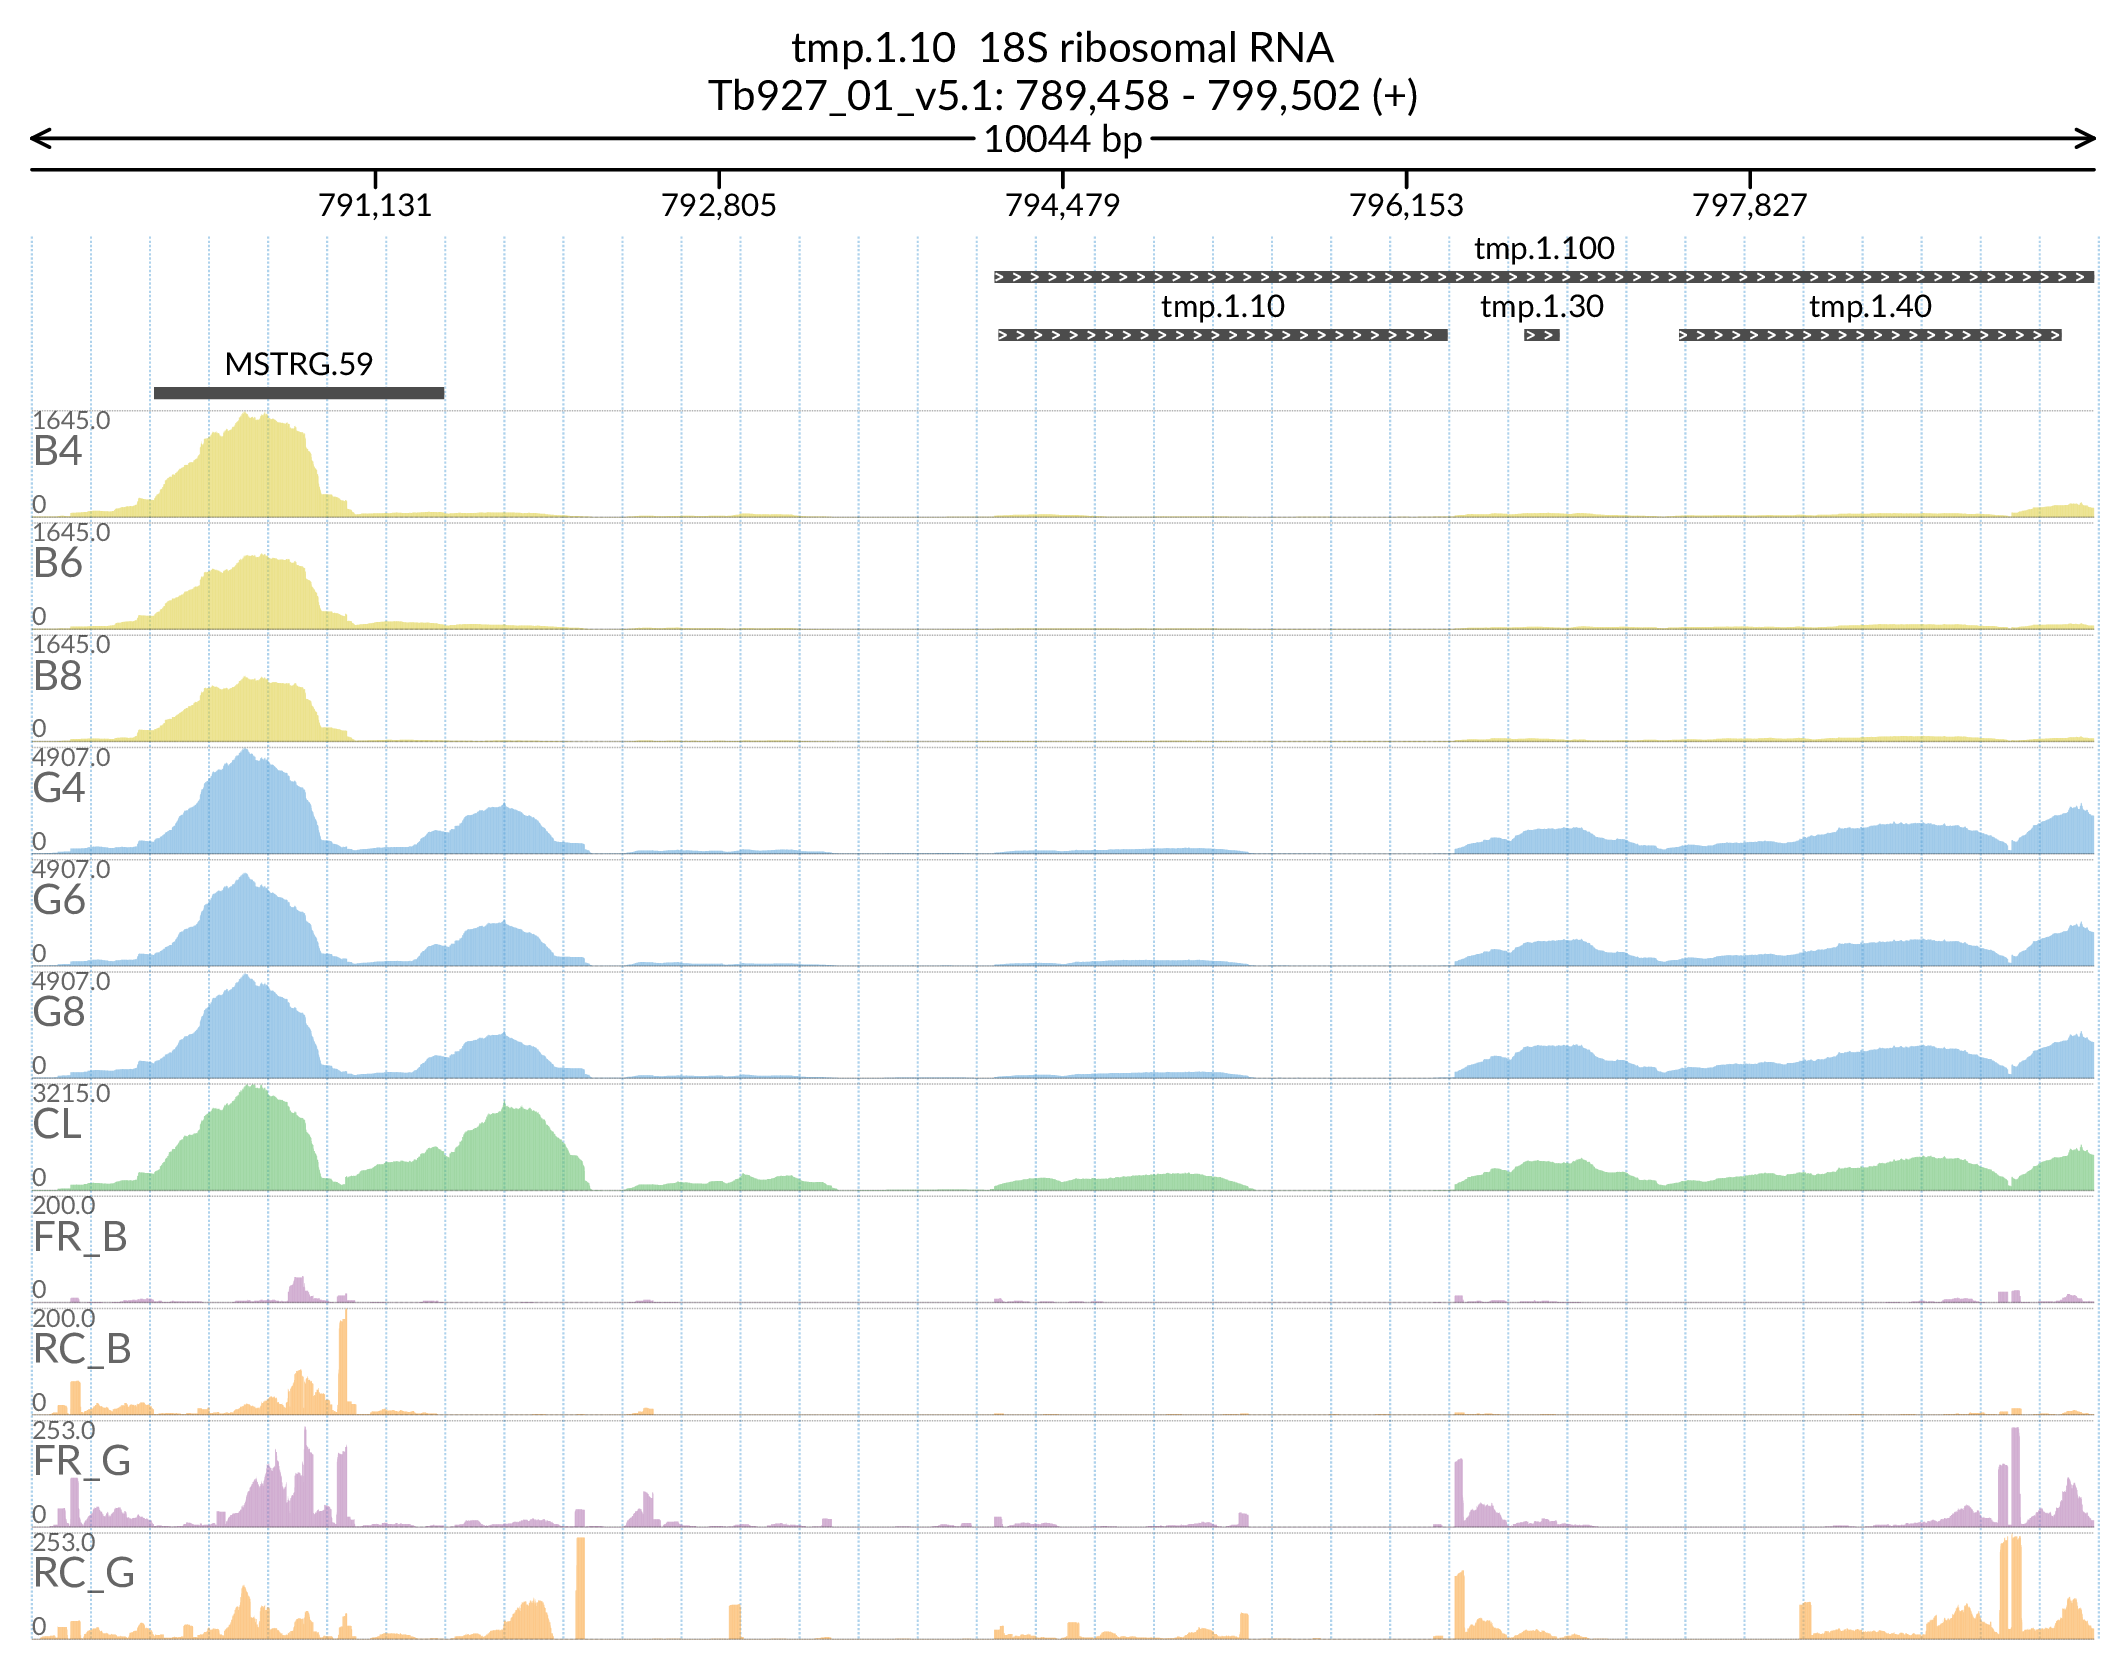 tmp.1.10  18S ribosomal RNA
Tb927_01_v5.1: 789,458 - 799,502 (+)
10044 bp
791,131 792,805 794,479 796,153 797,827
tmp.1.100
tmp.1.10 tmp.1.30 tmp.1.40
MSTRG.59
1645.0
B4
0
1645.0
B6
0
1645.0
B8
0
4907.0
G4
0
4907.0
G6
0
4907.0
G8
0
3215.0
CL
0
200.0
FR_B
0
200.0
RC_B
0
253.0
FR_G
0
253.0
RC_G
0